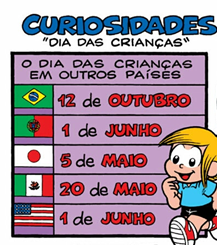 CURIOSIDADES
"DIA DAS CRIANÇAS"
O DIA DAS CRIANÇAS
EM OUTROS PAÍSES
12 de OUTUBRO
1 de JUNHO
5 de MAIO
20 de MAIO
1 de JUNHO